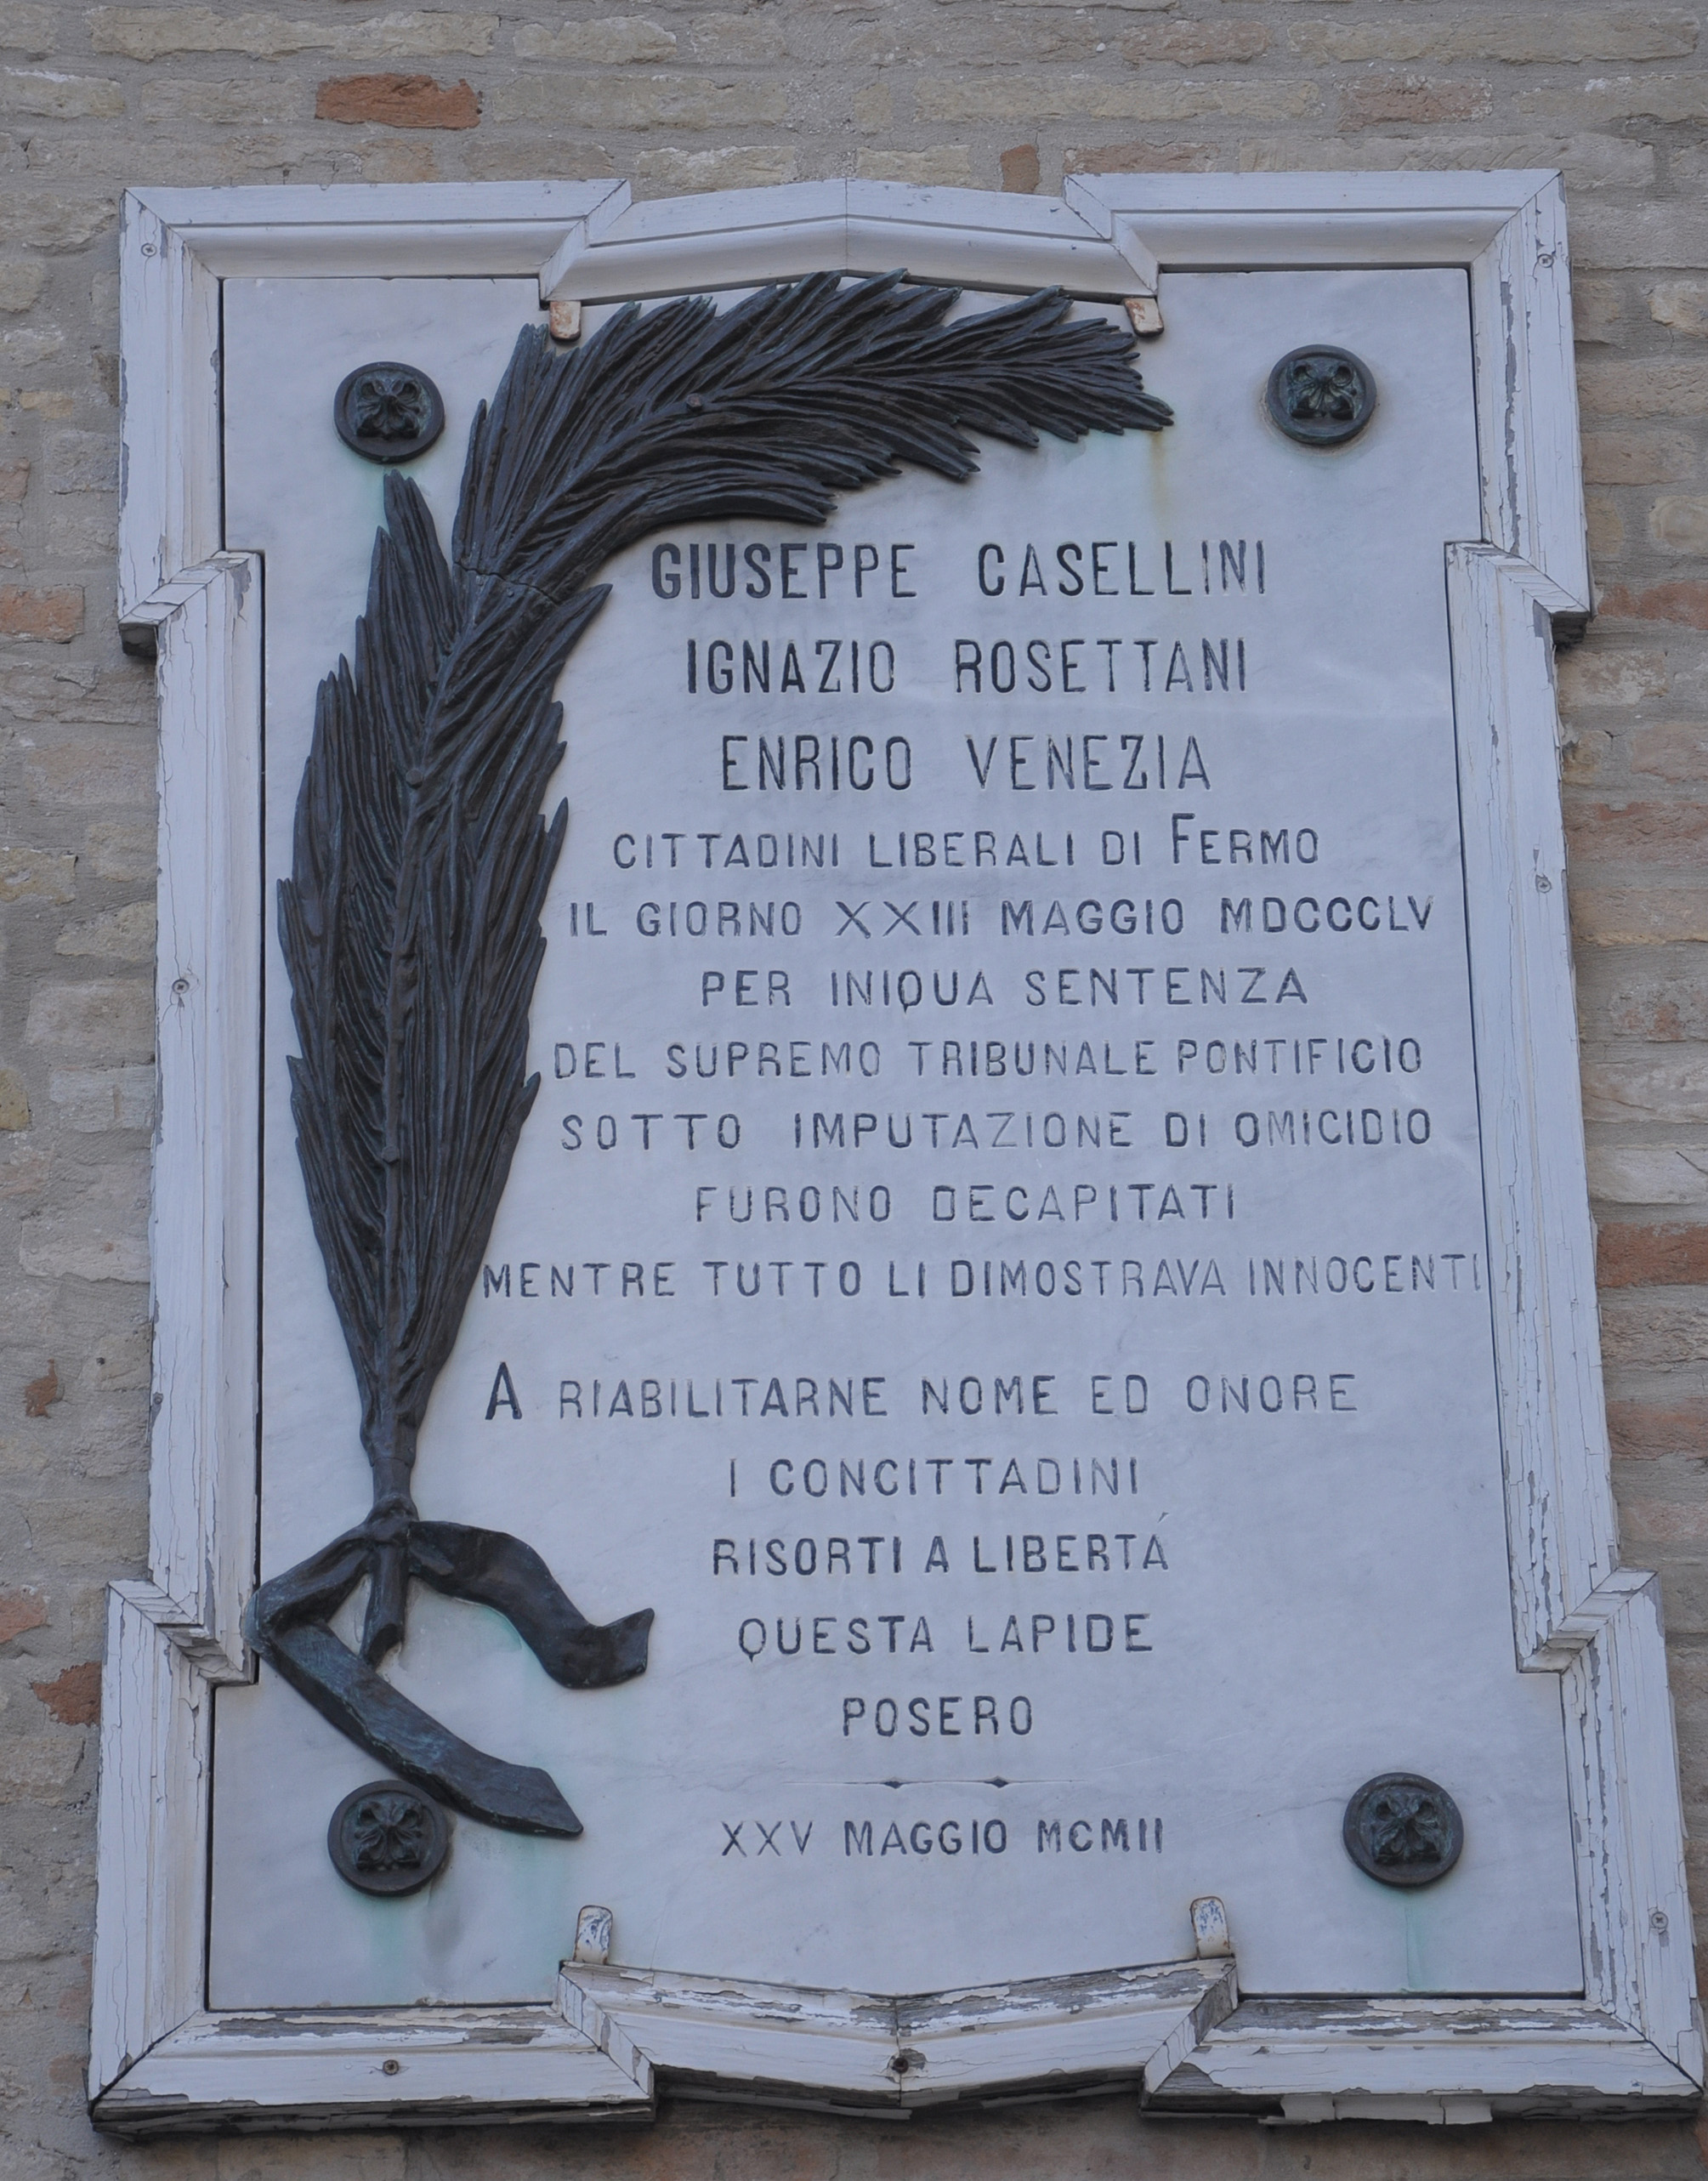 GIUSEPPE CASELLINI
IGNAZIO ROSETTANI
ENRICO VENEZIA
CITTADINI LIBERALI DI FERMO
IL GIORNO XXIII MAGGIO MDCCCLV
PER INIQUA SENTENZA
DEL SUPREMO TRIBUNALE PONTIFICIO
SOTTO IMPUTAZIONE DI OMICIDIO
FURONO DECAPITATI
MENTRE TUTTO LI DIMOSTRAVA INNOCENTI
A RIABILITARNE NOME ED ONORE
I CONCITTADINI
RISORTI A LIBERTÁ
QUESTA LAPIDE
POSERO
XXV MAGGIO MCMII